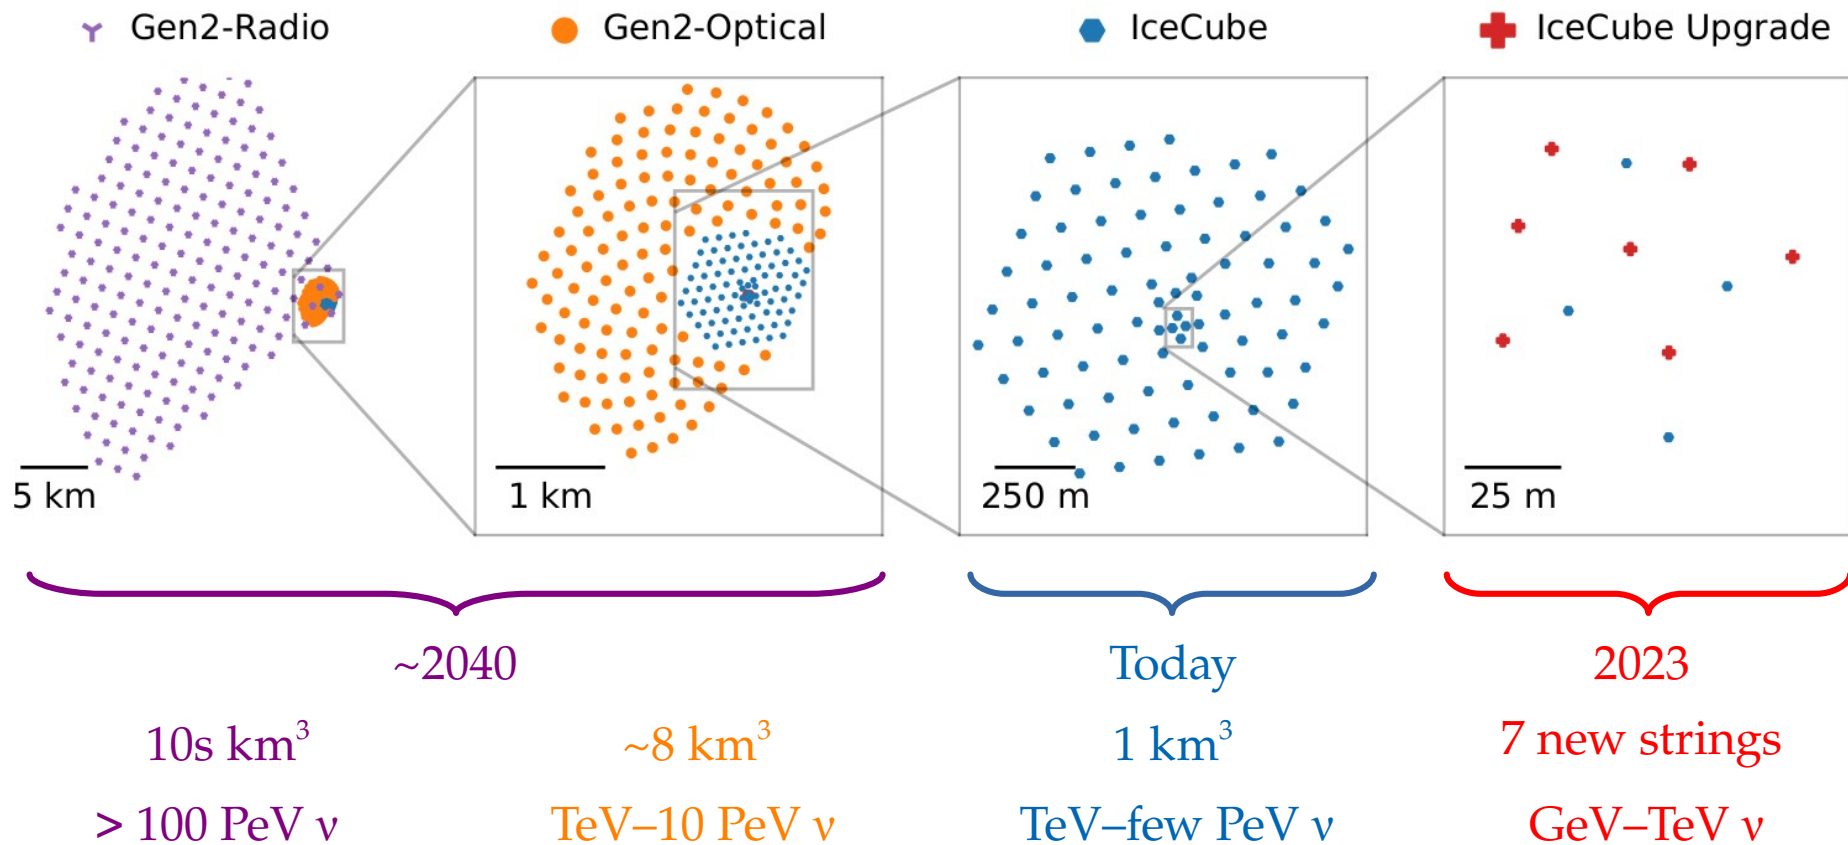 Gen2-Radio
Gen2-Optical
IceCube
IceCube Upgrade
5 km
1 km
250 m
25 m
~2040
Today
2023
10s km³
~8 km³
1 km³
7 new strings
> 100 PeV ν
TeV–10 PeV ν
TeV–few PeV ν
GeV–TeV ν